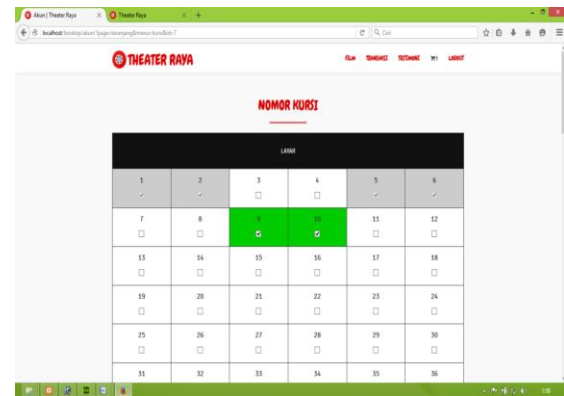 Akun | Theater Raya
Theater Raya
Cari
THEATER RAYA
FILM TRANSAKSI TESTIMONI LOGOUT
NOMOR KURSI
LAYAR
1 2 3 4 5 6
7 8 9 10 11 12
13 14 15 16 17 18
19 20 21 22 23 24
25 26 27 28 29 30
31 32 33 34 35 36